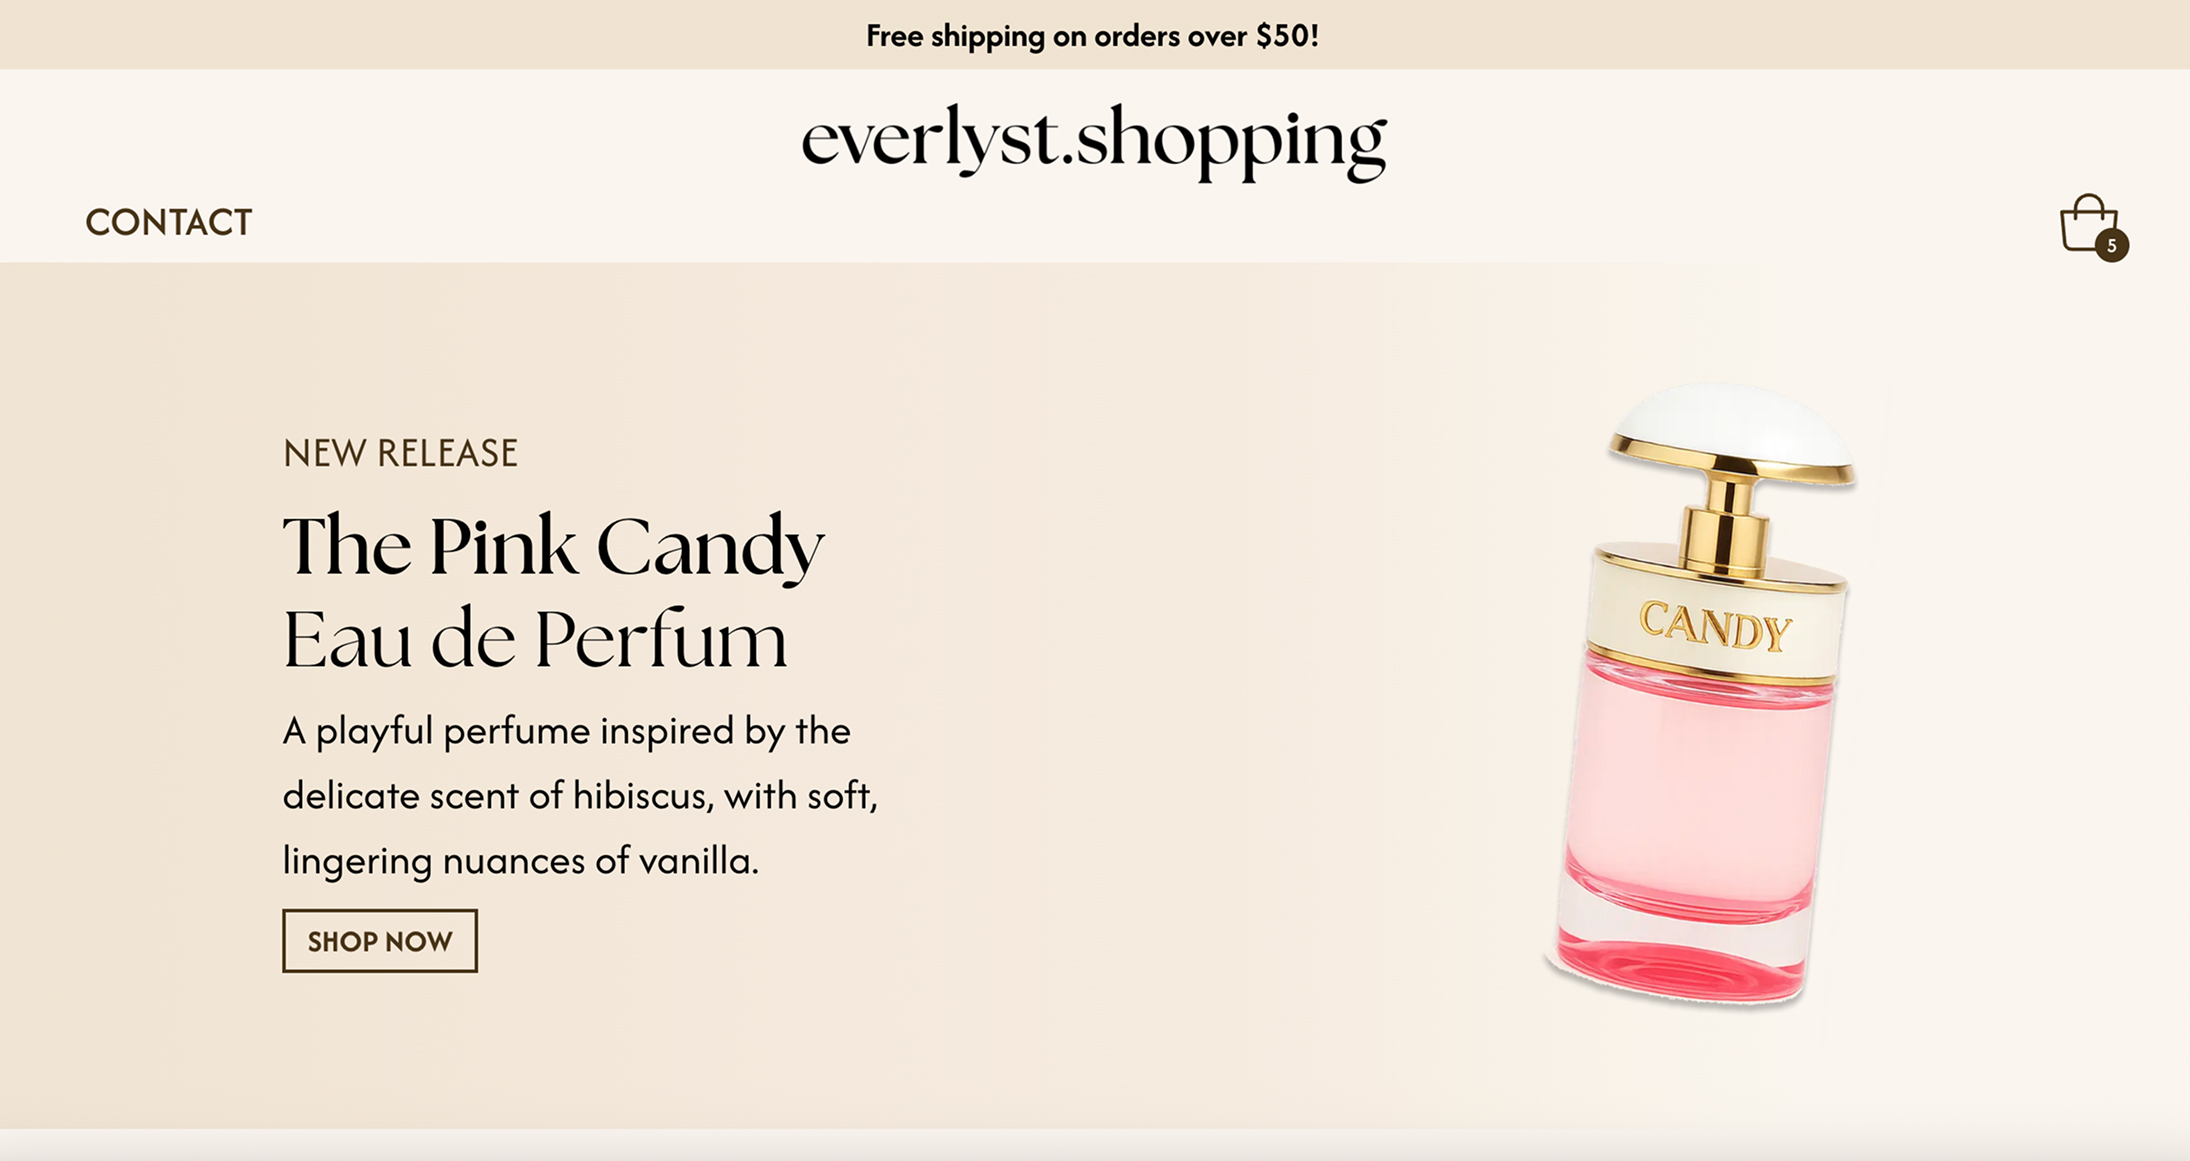 Free shipping on orders over $50!
everlyst.shopping
CONTACT
5
NEW RELEASE
The Pink Candy
Eau de Perfum
A playful perfume inspired by the
delicate scent of hibiscus, with soft,
lingering nuances of vanilla.
SHOP NOW
CANDY